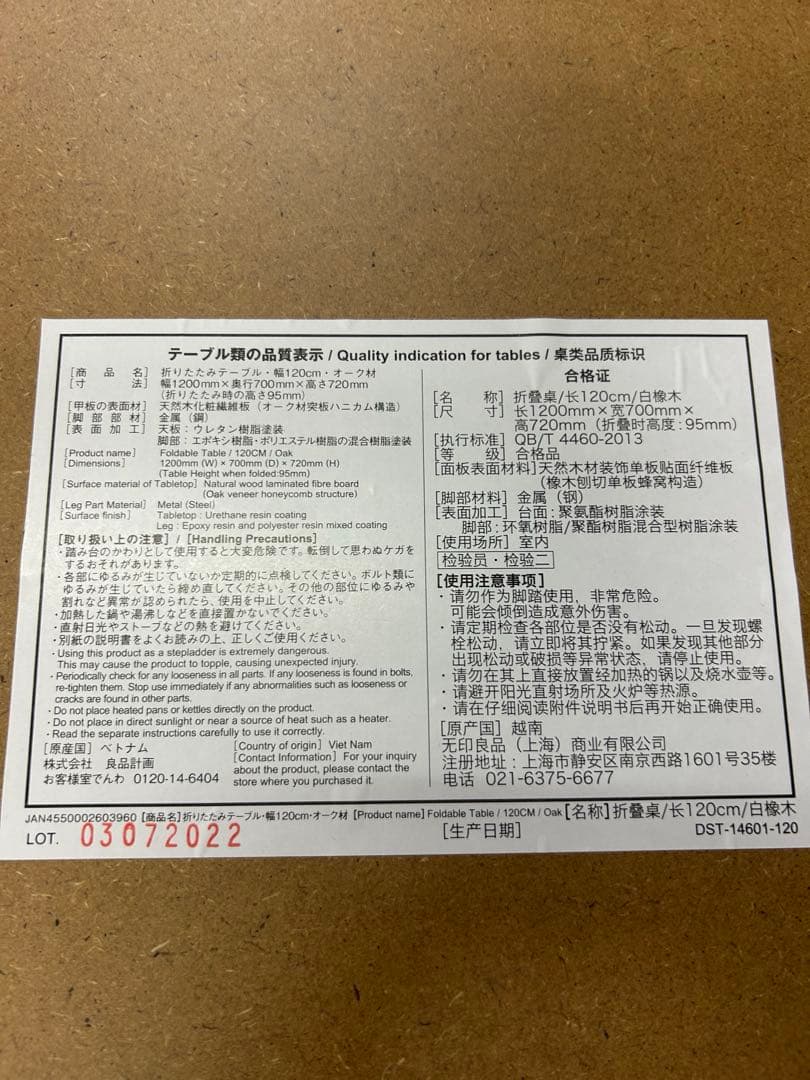 テーブル類の品質表示 / Quality indication for tables / 桌类品质标识
[商品名] 折りたたみテーブル・幅120cm・オーク材
[寸法] 幅1200mm×奥行700mm×高さ720mm
(折りたたみ時の高さ95mm)
[甲板の表面材] 天然木化粧繊維板(オーク材突板ハニカム構造)
[脚部部材] 金属(鋼)
[表面加工] 天板:ウレタン樹脂塗装
脚部:エポキシ樹脂・ポリエステル樹脂の混合樹脂塗装
[Product name] Foldable Table / 120CM / Oak
[Dimensions] 1200mm (W) × 700mm (D) × 720mm (H)
(Table Height when folded:95mm)
[Surface material of Tabletop] Natural wood laminated fibre board
(Oak veneer honeycomb structure)
[Leg Part Material] Metal (Steel)
[Surface finish] Tabletop : Urethane resin coating
Leg : Epoxy resin and polyester resin mixed coating
[取り扱い上の注意] / [Handling Precautions]
・踏み台のかわりとして使用すると大変危険です。転倒して思わぬケガを
するおそれがあります。
・各部にゆるみが生じていないか定期的に点検してください。ボルト類に
ゆるみが生じていたら締め直してください。その他の部位にゆるみや
割れなど異常が認められたら、使用を中止してください。
・加熱した鍋や湯沸しなどを直接置かないでください。
・直射日光やストーブなどの熱を避けてください。
・別紙の説明書をよくお読みの上、正しくご使用ください。
・Using this product as a stepladder is extremely dangerous.
This may cause the product to topple, causing unexpected injury.
・Periodically check for any looseness in all parts. If any looseness is found in bolts,
re-tighten them. Stop use immediately if any abnormalities such as looseness or
cracks are found in other parts.
・Do not place heated pans or kettles directly on the product.
・Do not place in direct sunlight or near a source of heat such as a heater.
・Read the separate instructions carefully to use it correctly.
[原産国] ベトナム
株式会社 良品計画
お客様室でんわ 0120-14-6404
[Country of origin] Viet Nam
[Contact Information] For your inquiry
about the product, please contact the
store where you purchased it.
合格证
[名称] 折叠桌/长120cm/白橡木
[尺寸] 长1200mm×宽700mm×
高720mm(折叠时高度:95mm)
[执行标准] QB/T 4460-2013
[等级] 合格品
[面板表面材料]天然木材装饰单板贴面纤维板
(橡木刨切单板蜂窝构造)
[脚部材料] 金属(钢)
[表面加工] 台面:聚氨酯树脂涂装
脚部:环氧树脂/聚酯树脂混合型树脂涂装
[使用场所] 室内
检验员・检验二
[使用注意事项]
・请勿作为脚踏使用,非常危险。
可能会倾倒造成意外伤害。
・请定期检查各部位是否没有松动。一旦发现螺
栓松动,请立即将其拧紧。如果发现其他部分
出现松动或破损等异常状态,请停止使用。
・请勿在其上直接放置经加热的锅以及烧水壶等。
・请避开阳光直射场所及火炉等热源。
・请在仔细阅读附件说明书后再开始正确使用。
[原产国] 越南
无印良品(上海)商业有限公司
注册地址:上海市静安区南京西路1601号35楼
电话 021-6375-6677
JAN4550002603960 [商品名] 折りたたみテーブル・幅120cm・オーク材 [Product name] Foldable Table / 120CM / Oak [名称] 折叠桌/长120cm/白橡木
LOT. 03072022 [生产日期] DST-14601-120